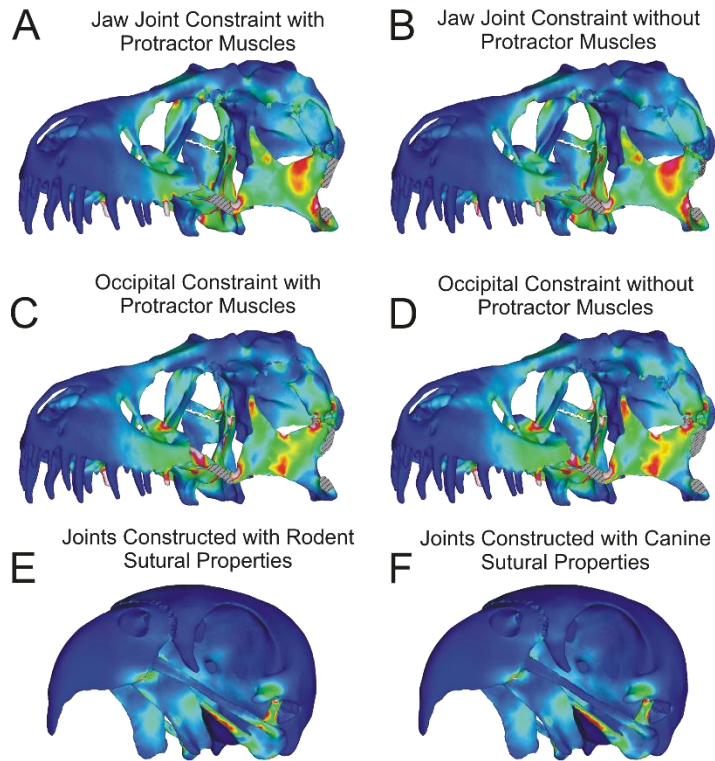 A
Jaw Joint Constraint with
Protractor Muscles
B
Jaw Joint Constraint without
Protractor Muscles
C
Occipital Constraint with
Protractor Muscles
D
Occipital Constraint without
Protractor Muscles
E
Joints Constructed with Rodent
Sutural Properties
F
Joints Constructed with Canine
Sutural Properties